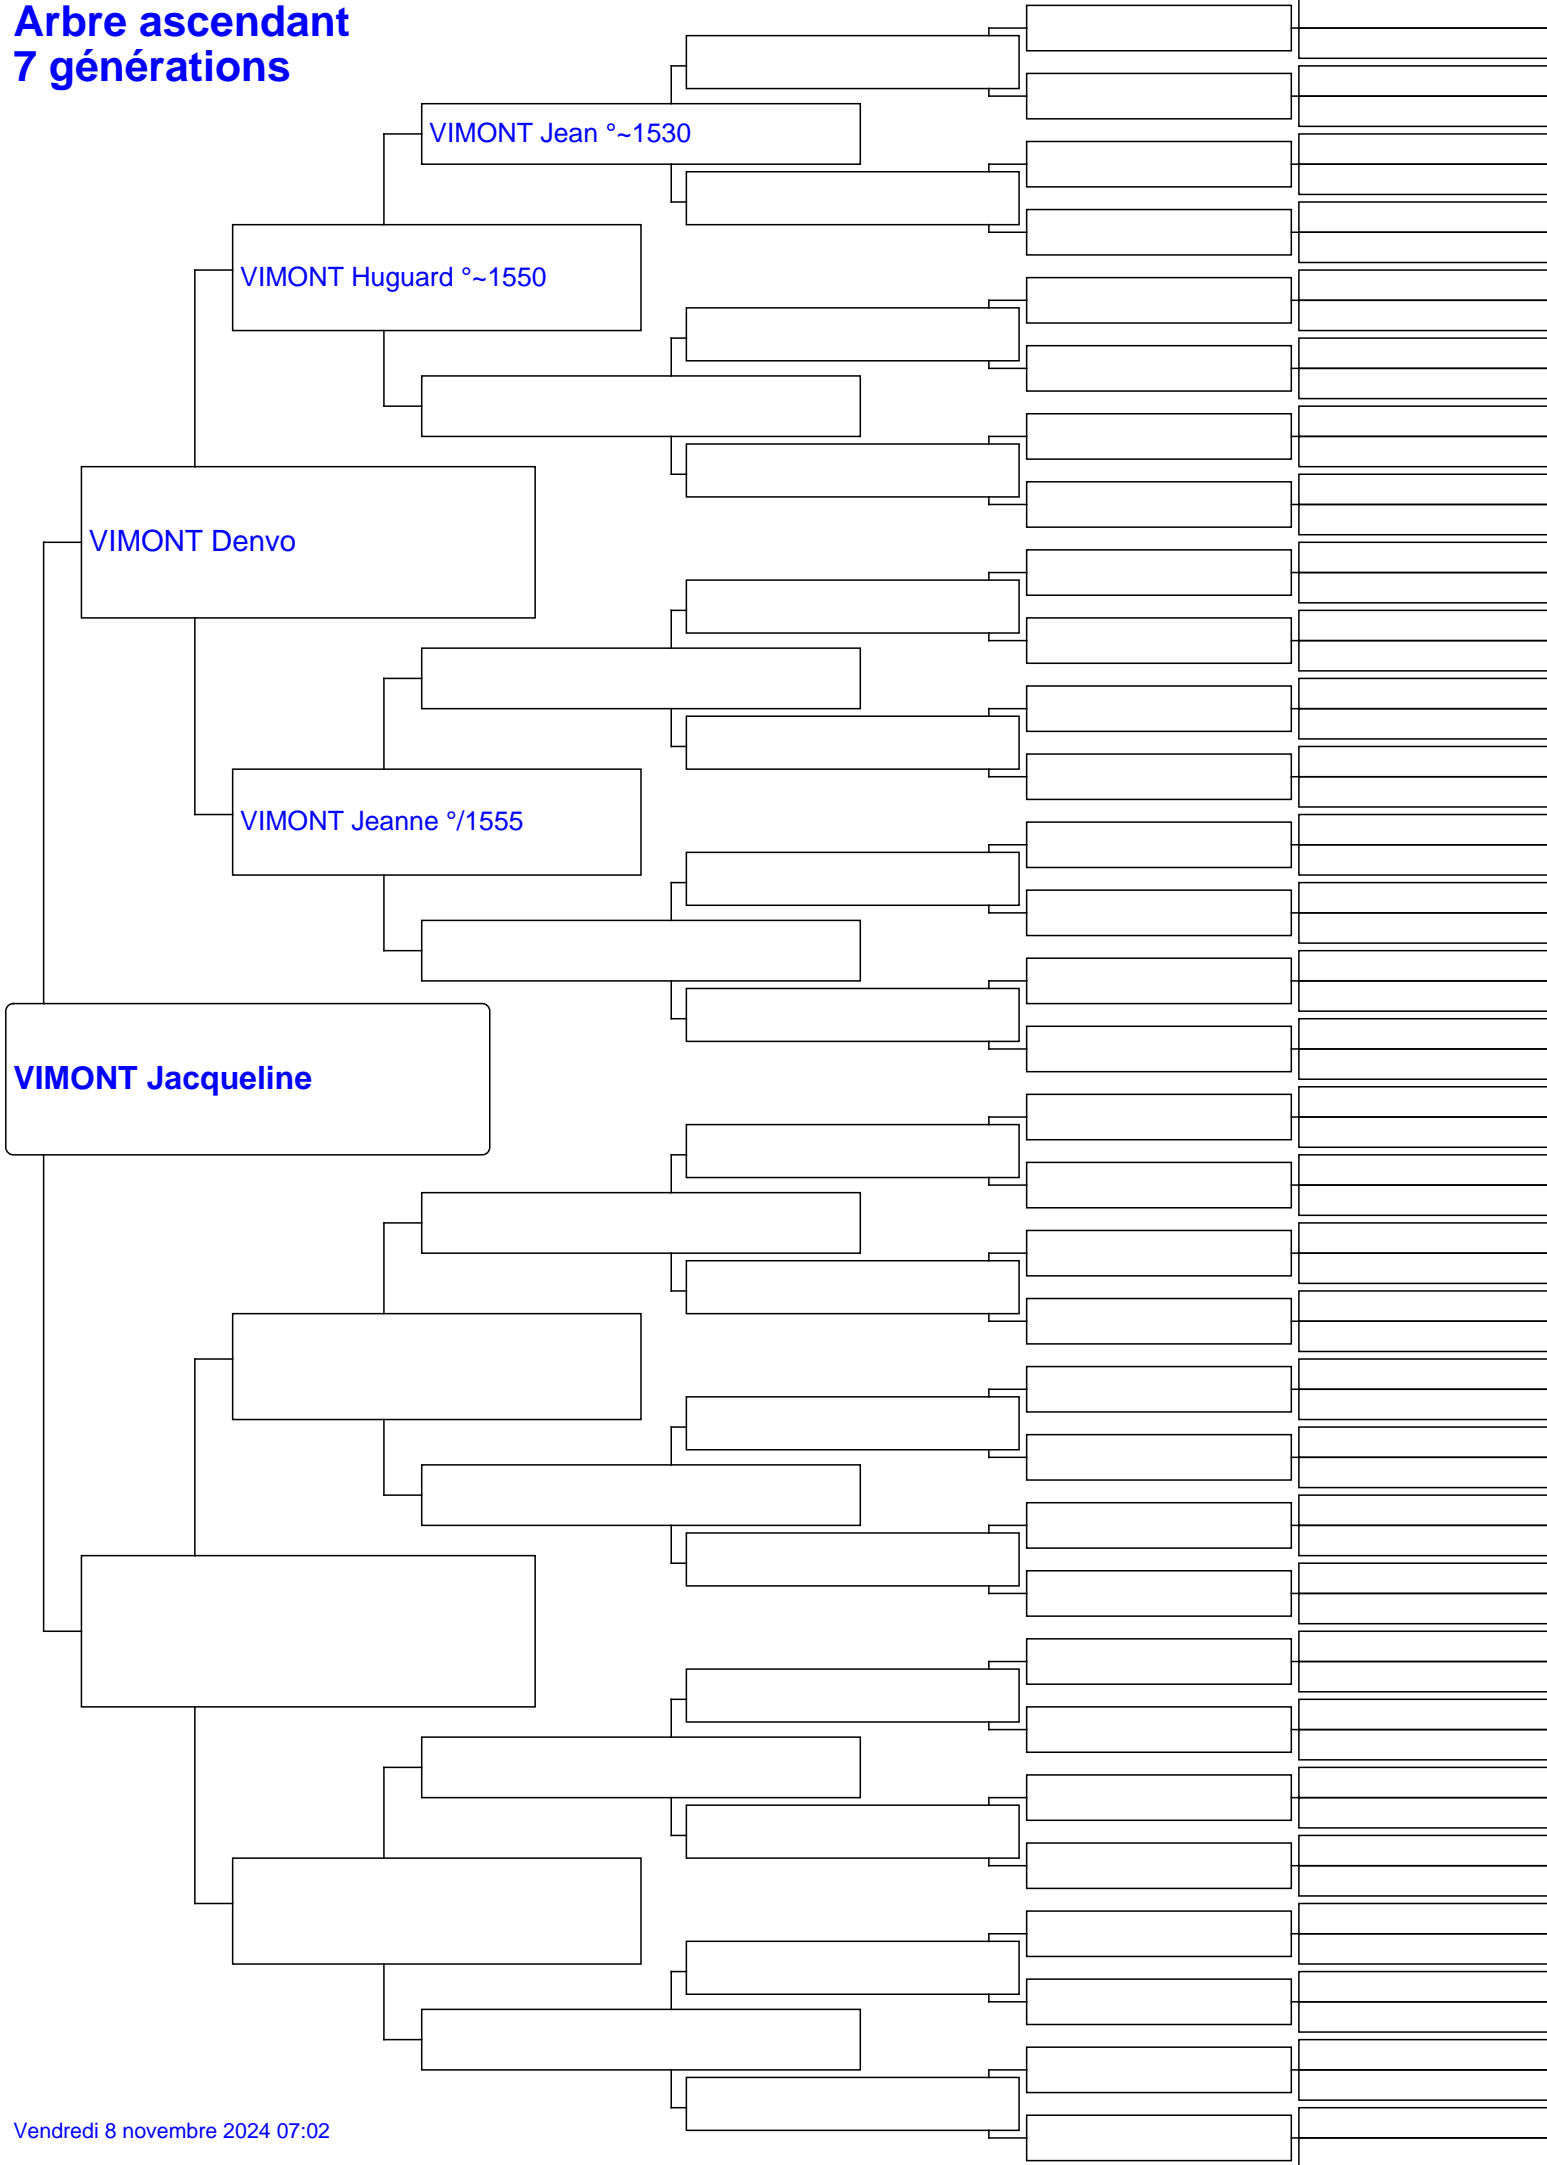 Arbre ascendant
7 générations
VIMONT Jean °~1530
VIMONT Huguard °~1550
VIMONT Denvo
VIMONT Jeanne °/1555
VIMONT Jacqueline
Vendredi 8 novembre 2024 07:02